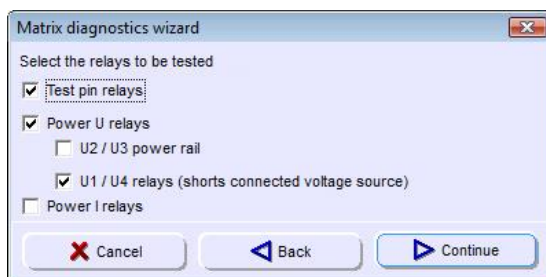 Matrix diagnostics wizard
Select the relays to be tested
Test pin relays
Power U relays
U2 / U3 power rail
U1 / U4 relays (shorts connected voltage source)
Power I relays
Cancel Back Continue